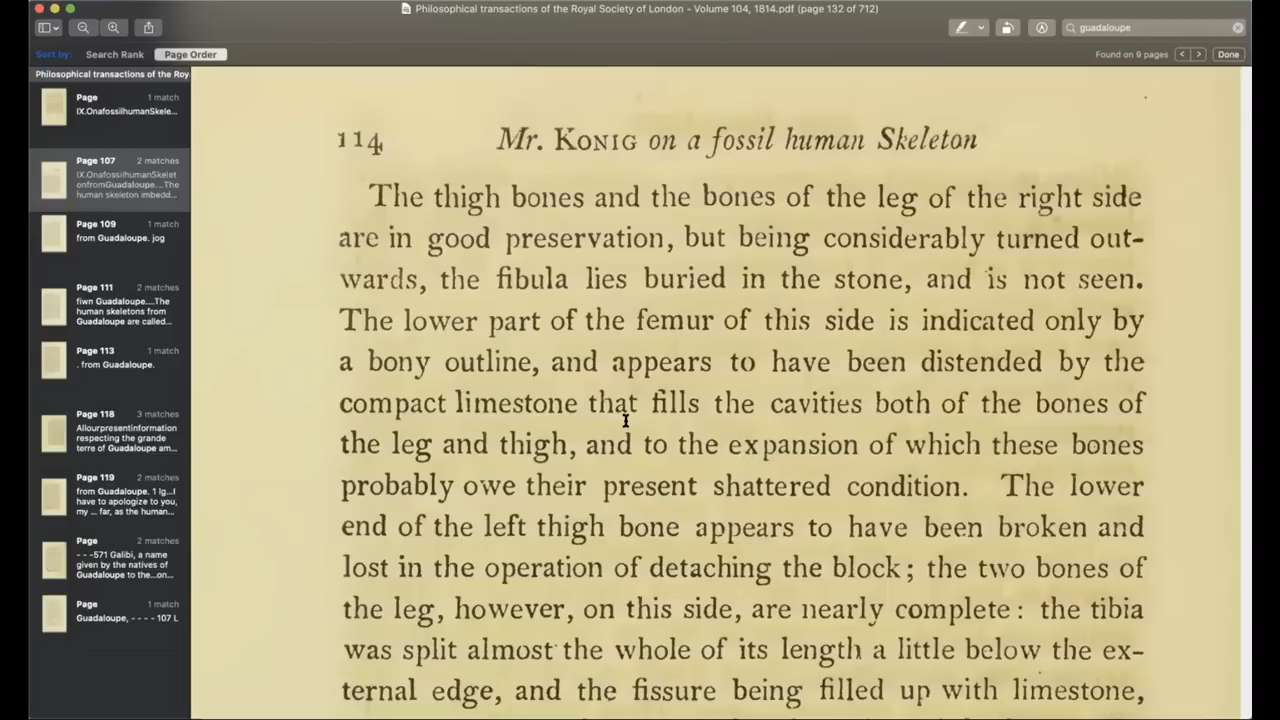 Philosophical transactions of the Royal Society of London - Volume 104, 1814.pdf (page 132 of 712)
guadaloupe
Sort by:
Search Rank
Page Order
Found on 9 pages
Done
Philosophical transactions of the Roy
Page
1 match
IX.OnafossilhumanSkele...
Page 107
2 matches
IX.OnafossilhumanSkelet
onfromGuadaloupe....The
human skeleton imbedd...
Page 109
1 match
from Guadaloupe. jog
Page 111
2 matches
fiwn Guadaloupe....The
human skeletons from
Guadaloupe are called...
Page 113
1 match
. from Guadaloupe.
Page 118
3 matches
Allourpresentinformation
respecting the grande
terre of Guadaloupe am...
Page 119
2 matches
from Guadaloupe. 1 Ig...I
have to apologize to you,
my ... far, as the human...
Page
2 matches
- - -571 Galibi, a name
given by the natives of
Guadaloupe to the...on...
Page
1 match
Guadaloupe, - - - - 107 L
114
Mr. KONIG on a fossil human Skeleton
The thigh bones and the bones of the leg of the right side
are in good preservation, but being considerably turned out-
wards, the fibula lies buried in the stone, and is not seen.
The lower part of the femur of this side is indicated only by
a bony outline, and appears to have been distended by the
compact limestone that fills the cavities both of the bones of
the leg and thigh, and to the expansion of which these bones
probably owe their present shattered condition. The lower
end of the left thigh bone appears to have been broken and
lost in the operation of detaching the block; the two bones of
the leg, however, on this side, are nearly complete: the tibia
was split almost the whole of its length a little below the ex-
ternal edge, and the fissure being filled up with limestone,